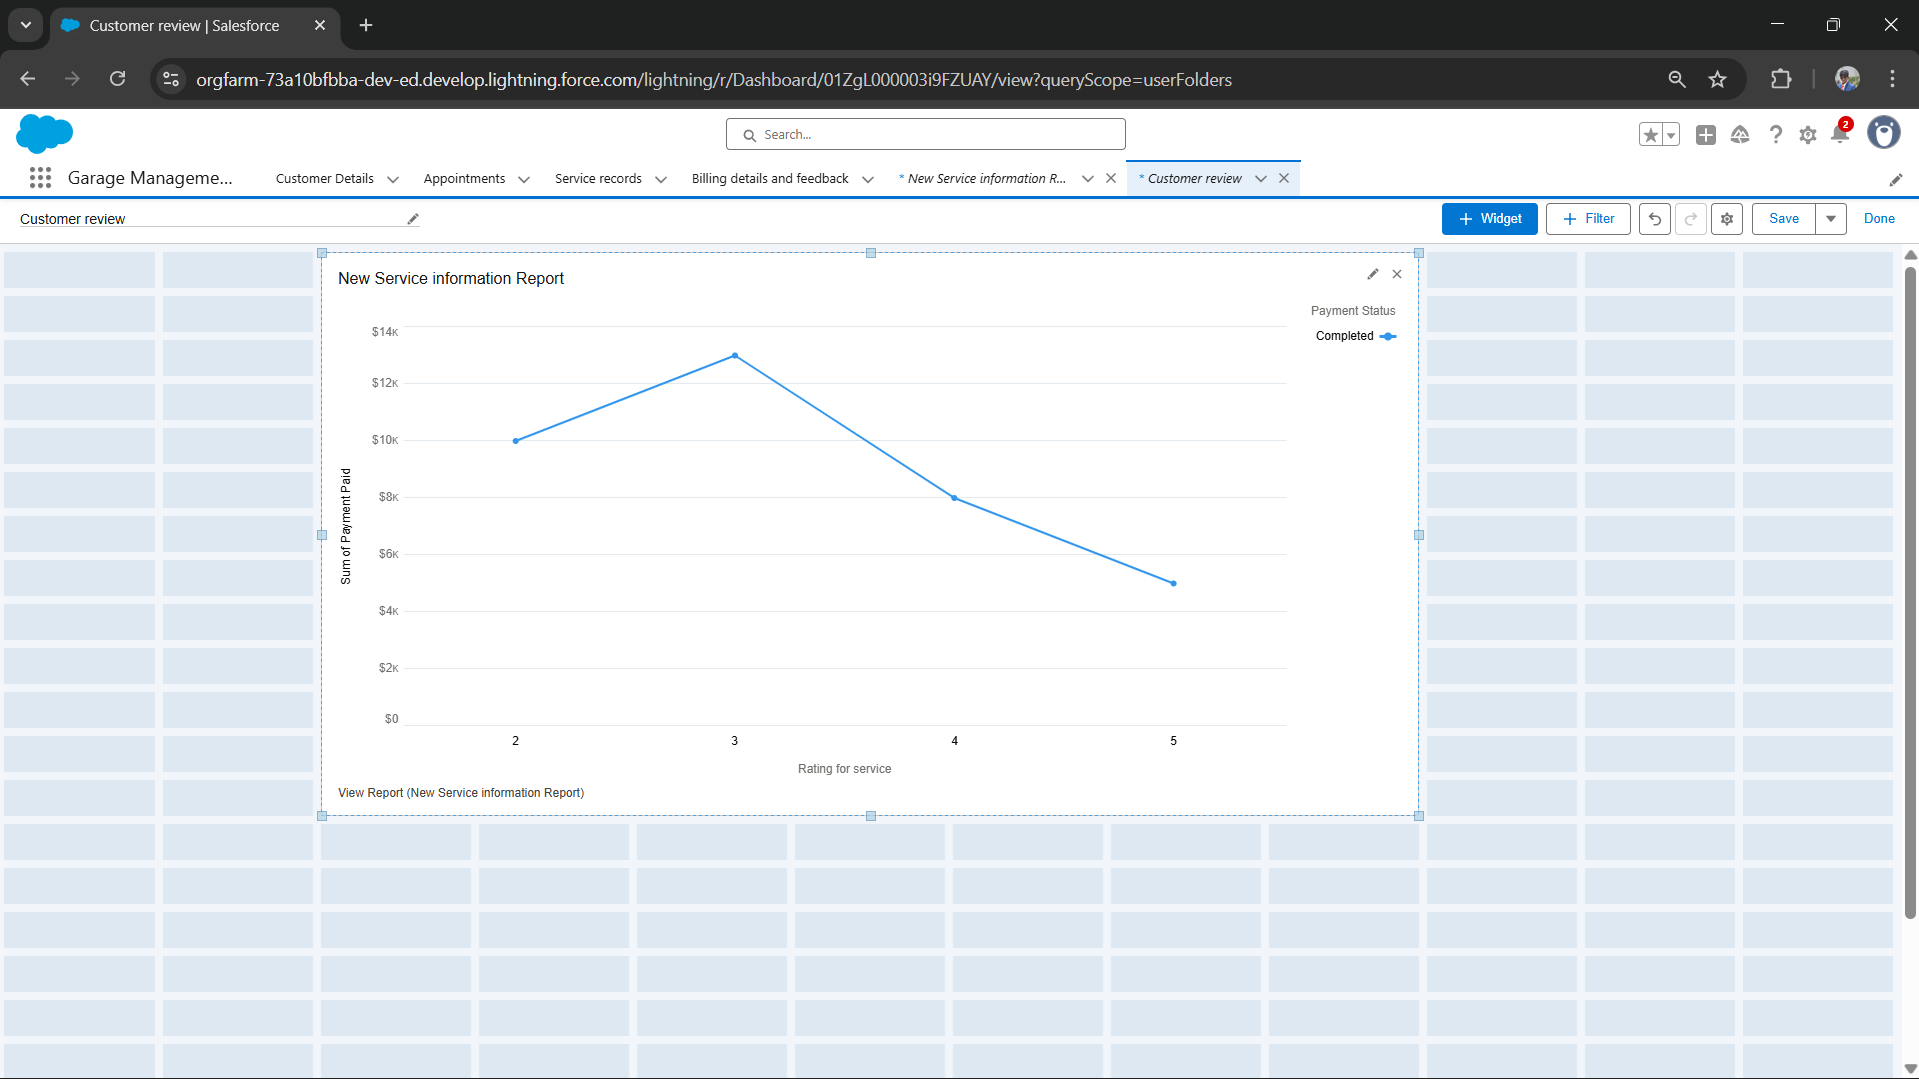 Customer review | Salesforce
orgfarm-73a10bfbba-dev-ed.develop.lightning.force.com/lightning/r/Dashboard/01ZgL000003i9FZUAY/view?queryScope=userFolders
Search...
2
Garage Manageme...
Customer Details
Appointments
Service records
Billing details and feedback
* New Service information R...
* Customer review
Customer review
+ Widget
+ Filter
Save
Done
New Service information Report
Payment Status
Completed
$14K
$12K
$10K
$8K
$6K
$4K
$2K
$0
Sum of Payment Paid
2
3
4
5
Rating for service
View Report (New Service information Report)